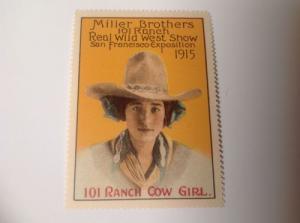 Miller Brothers
101 Ranch
Real Wild West Show
San Francisco Exposition
1915
101 RANCH COW GIRL.